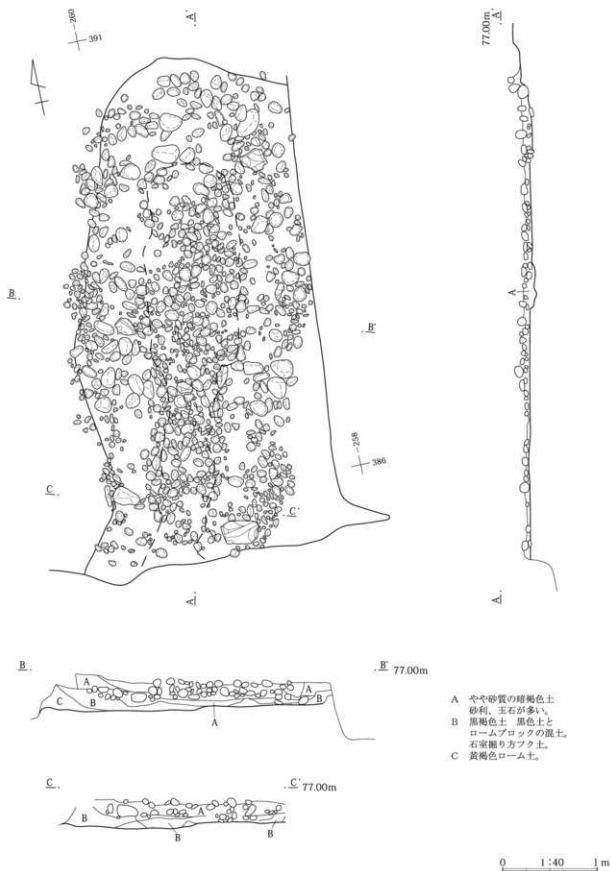 A'
-260
391
77.00m A'
A
B
B'
-258
386
C
C'
A
A
B
B' 77.00m
A
C
B
A
B
A
C
C' 77.00m
B
A
B
B
A やや砂質の暗褐色土
砂利、玉石が多い。
B 黒褐色土 黒色土と
ロームブロックの混土。
石室掘り方フク土。
C 黄褐色ローム土。
0 1:40 1m